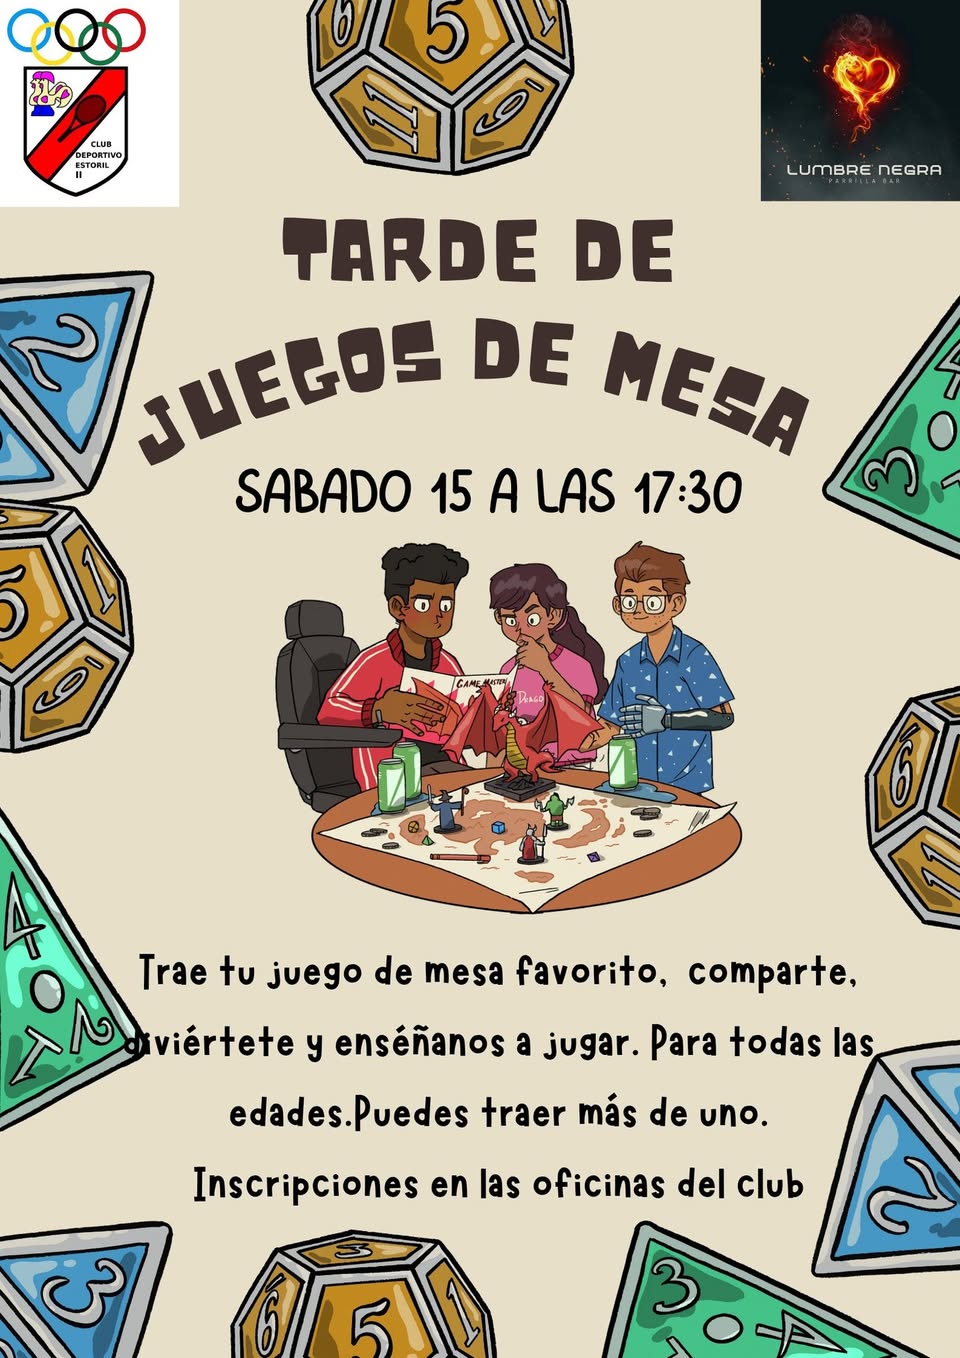 CLUB
DEPORTIVO
ESTORIL
II
LUMBRE NEGRA
PARRILLA BAR
TARDE DE
JUEGOS DE MESA
SABADO 15 A LAS 17:30
GAME MASTER
DRAGO
Trae tu juego de mesa favorito, comparte,
diviértete y enséñanos a jugar. Para todas las
edades.Puedes traer más de uno.
Inscripciones en las oficinas del club